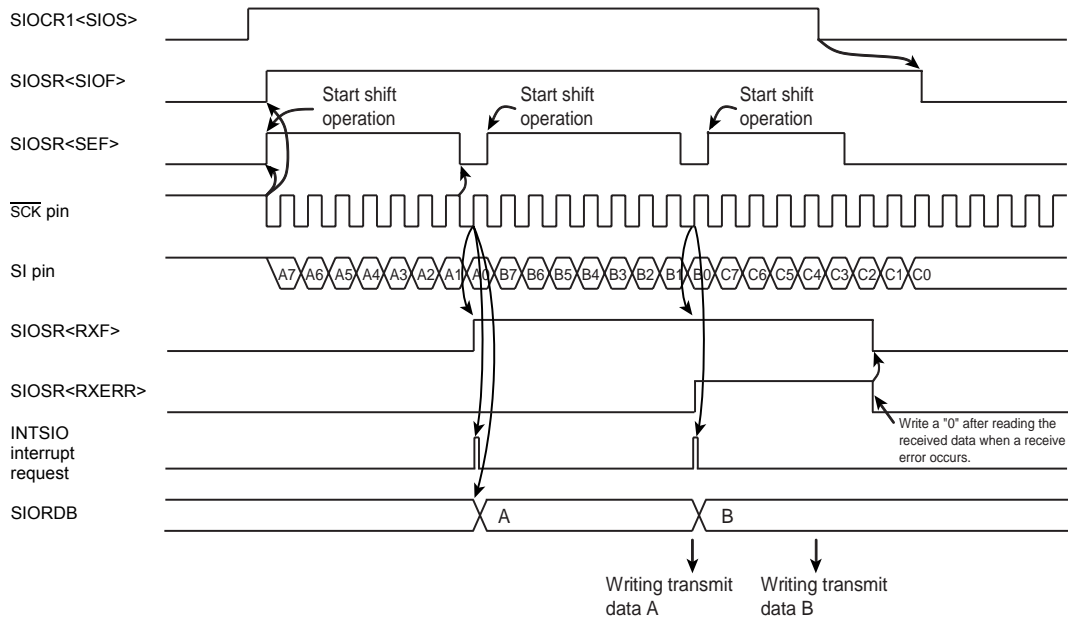 SIOCR1<SIOS>
SIOSR<SIOF>
Start shift
operation
Start shift
operation
Start shift
operation
SIOSR<SEF>
SCK pin
SI pin
A7 A6 A5 A4 A3 A2 A1 A0 B7 B6 B5 B4 B3 B2 B1 B0 C7 C6 C5 C4 C3 C2 C1 C0
SIOSR<RXF>
SIOSR<RXERR>
Write a "0" after reading the
received data when a receive
error occurs.
INTSIO
interrupt
request
SIORDB
A
B
Writing transmit
data A
Writing transmit
data B